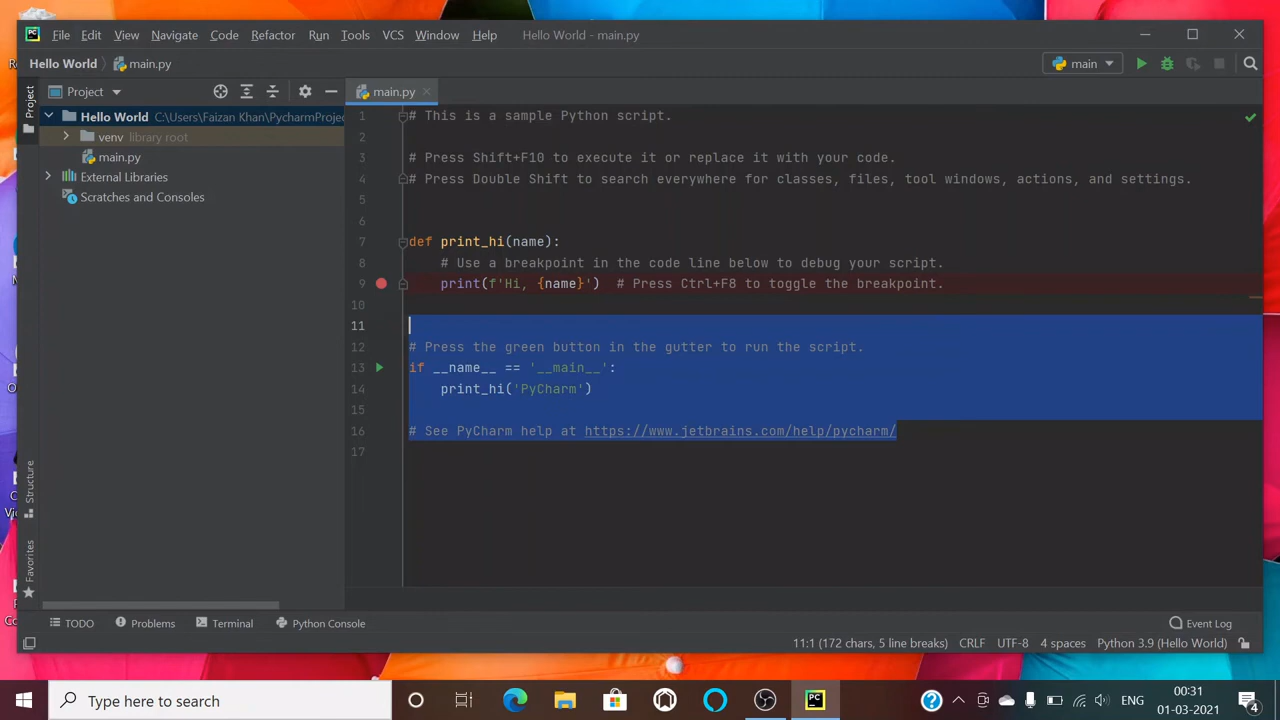 PC File Edit View Navigate Code Refactor Run Tools VCS Window Help Hello World - main.py
Hello World main.py main
Project main.py
Project
Hello World C:\Users\Faizan Khan\PycharmProjec
venv library root
main.py
External Libraries
Scratches and Consoles
Structure
Favorites
1 # This is a sample Python script.
2
3 # Press Shift+F10 to execute it or replace it with your code.
4 # Press Double Shift to search everywhere for classes, files, tool windows, actions, and settings.
5
6
7 def print_hi(name):
8 # Use a breakpoint in the code line below to debug your script.
9 print(f'Hi, {name}') # Press Ctrl+F8 to toggle the breakpoint.
10
11
12 # Press the green button in the gutter to run the script.
13 if __name__ == '__main__':
14 print_hi('PyCharm')
15
16 # See PyCharm help at https://www.jetbrains.com/help/pycharm/
17
TODO Problems Terminal Python Console Event Log
11:1 (172 chars, 5 line breaks) CRLF UTF-8 4 spaces Python 3.9 (Hello World)
Type here to search PC ENG 00:31
01-03-2021 4